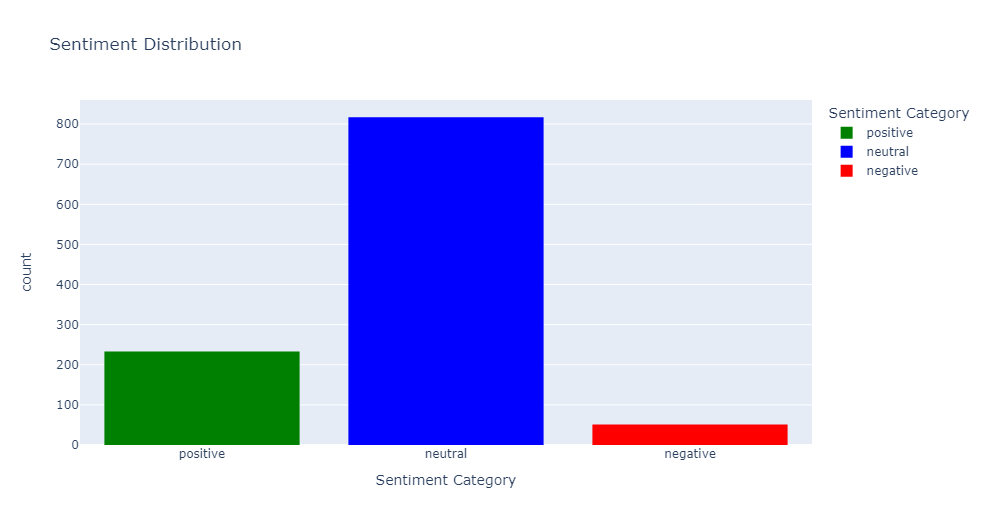 Sentiment Distribution
Sentiment Category
positive
neutral
negative
800
700
600
500
400
300
200
100
0
count
positive neutral negative
Sentiment Category